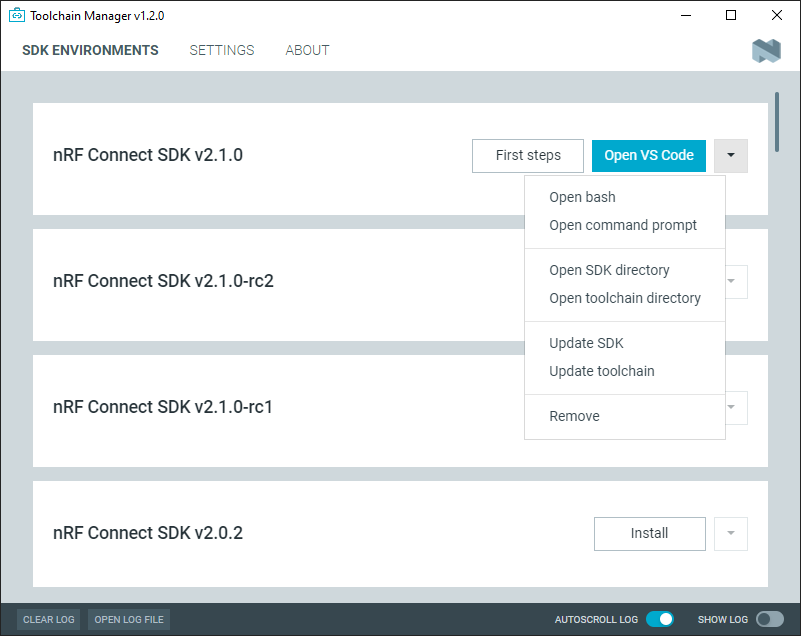 Toolchain Manager v1.2.0
SDK ENVIRONMENTS SETTINGS ABOUT
nRF Connect SDK v2.1.0 First steps Open VS Code
Open bash
Open command prompt
Open SDK directory
Open toolchain directory
Update SDK
Update toolchain
Remove
nRF Connect SDK v2.1.0-rc2
nRF Connect SDK v2.1.0-rc1
nRF Connect SDK v2.0.2 Install
CLEAR LOG OPEN LOG FILE AUTOSCROLL LOG SHOW LOG